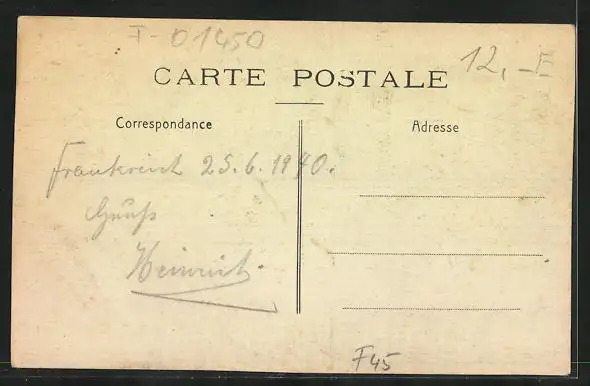 I-01450
12,-E
CARTE POSTALE
Correspondance
Adresse
Frankreich 25.6.1940.
Gruß
Heinrich.
F45